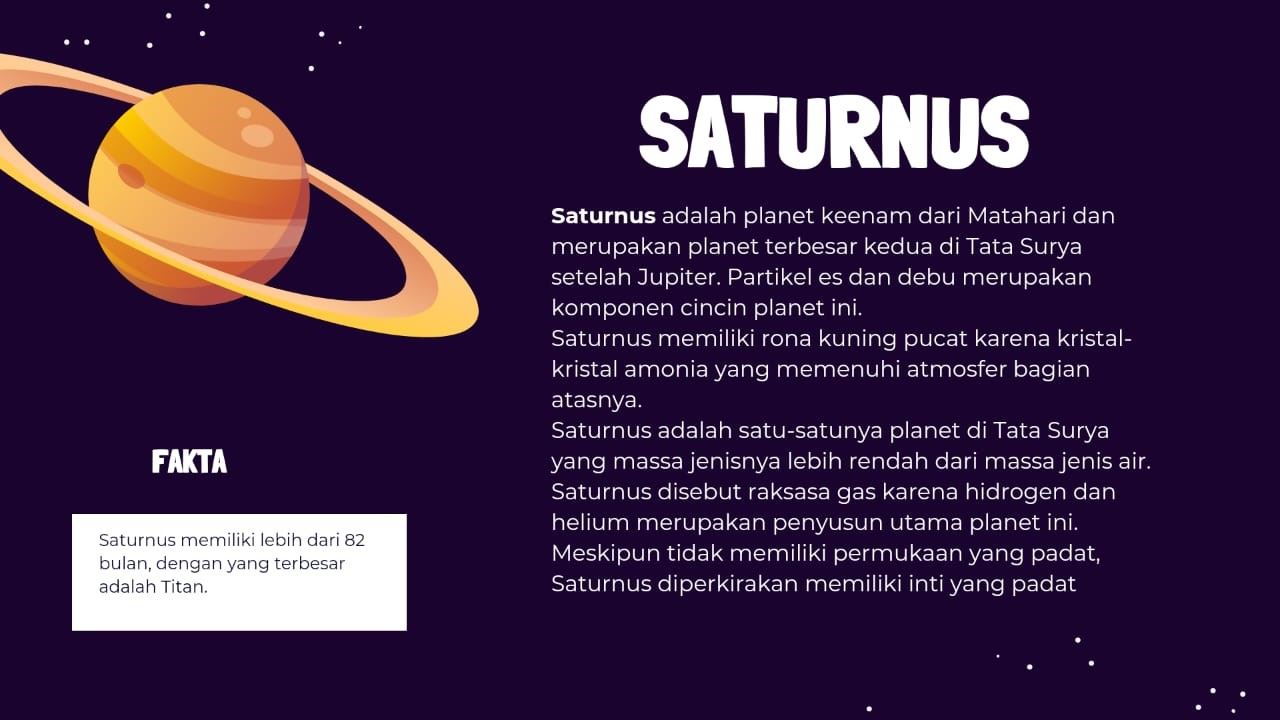 SATURNUS
Saturnus adalah planet keenam dari Matahari dan
merupakan planet terbesar kedua di Tata Surya
setelah Jupiter. Partikel es dan debu merupakan
komponen cincin planet ini.
Saturnus memiliki rona kuning pucat karena kristal-
kristal amonia yang memenuhi atmosfer bagian
atasnya.
Saturnus adalah satu-satunya planet di Tata Surya
yang massa jenisnya lebih rendah dari massa jenis air.
Saturnus disebut raksasa gas karena hidrogen dan
helium merupakan penyusun utama planet ini.
Meskipun tidak memiliki permukaan yang padat,
Saturnus diperkirakan memiliki inti yang padat
FAKTA
Saturnus memiliki lebih dari 82
bulan, dengan yang terbesar
adalah Titan.